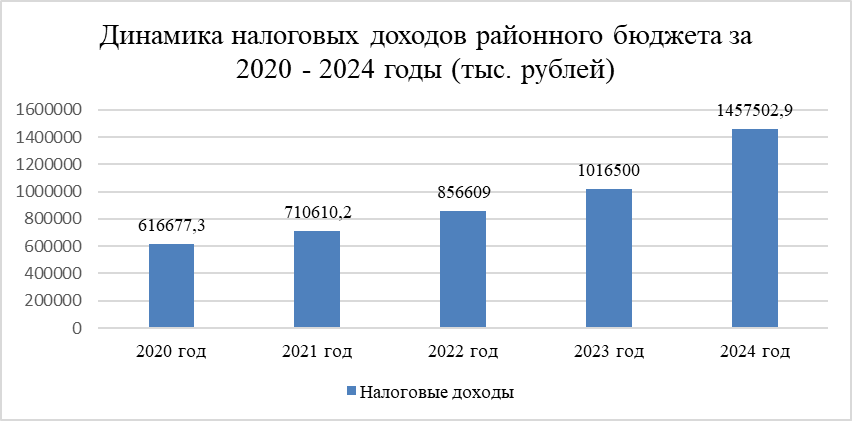 Динамика налоговых доходов районного бюджета за
2020 - 2024 годы (тыс. рублей)
1600000
1400000
1200000
1000000
800000
600000
400000
200000
0
616677,3
710610,2
856609
1016500
1457502,9
2020 год
2021 год
2022 год
2023 год
2024 год
Налоговые доходы